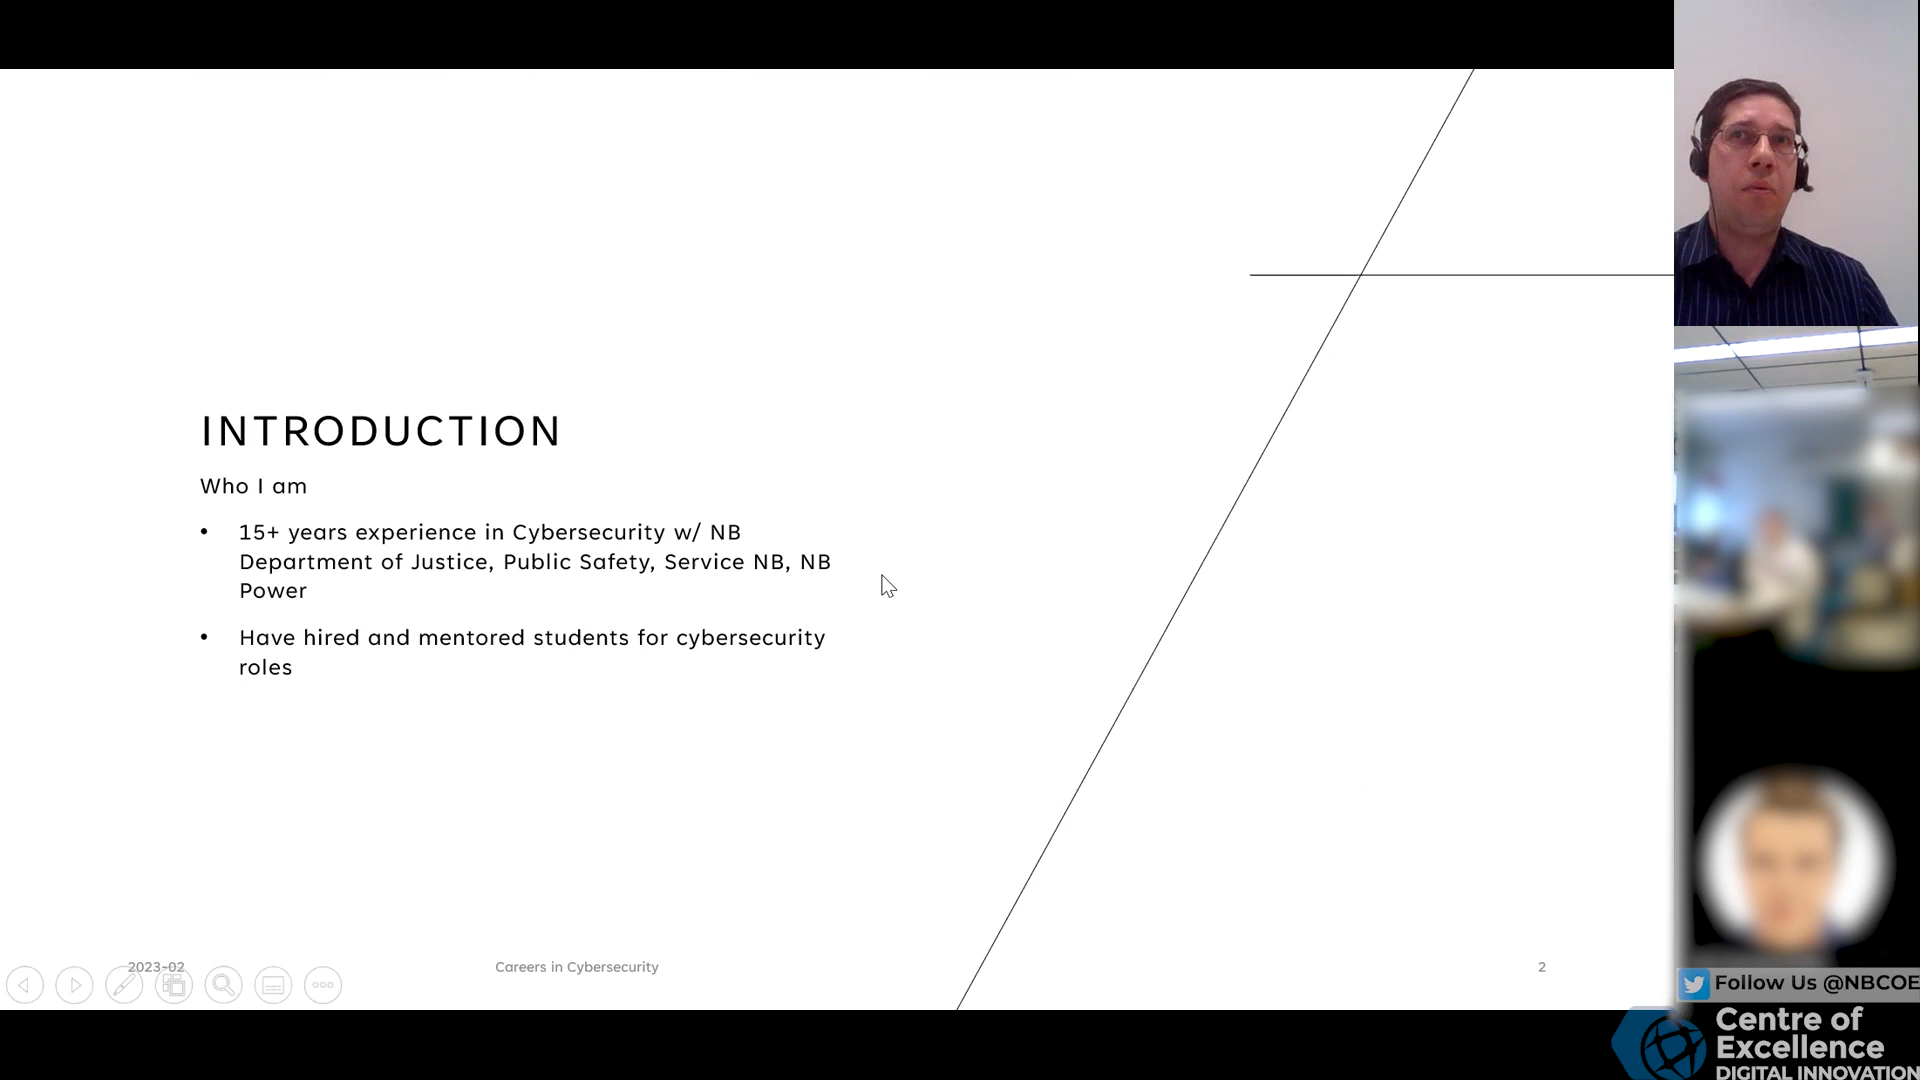 INTRODUCTION
Who I am
• 15+ years experience in Cybersecurity w/ NB
Department of Justice, Public Safety, Service NB, NB
Power
• Have hired and mentored students for cybersecurity
roles
2023-02
Careers in Cybersecurity
2
Follow Us @NBCOE
Centre of
Excellence
DIGITAL INNOVATION